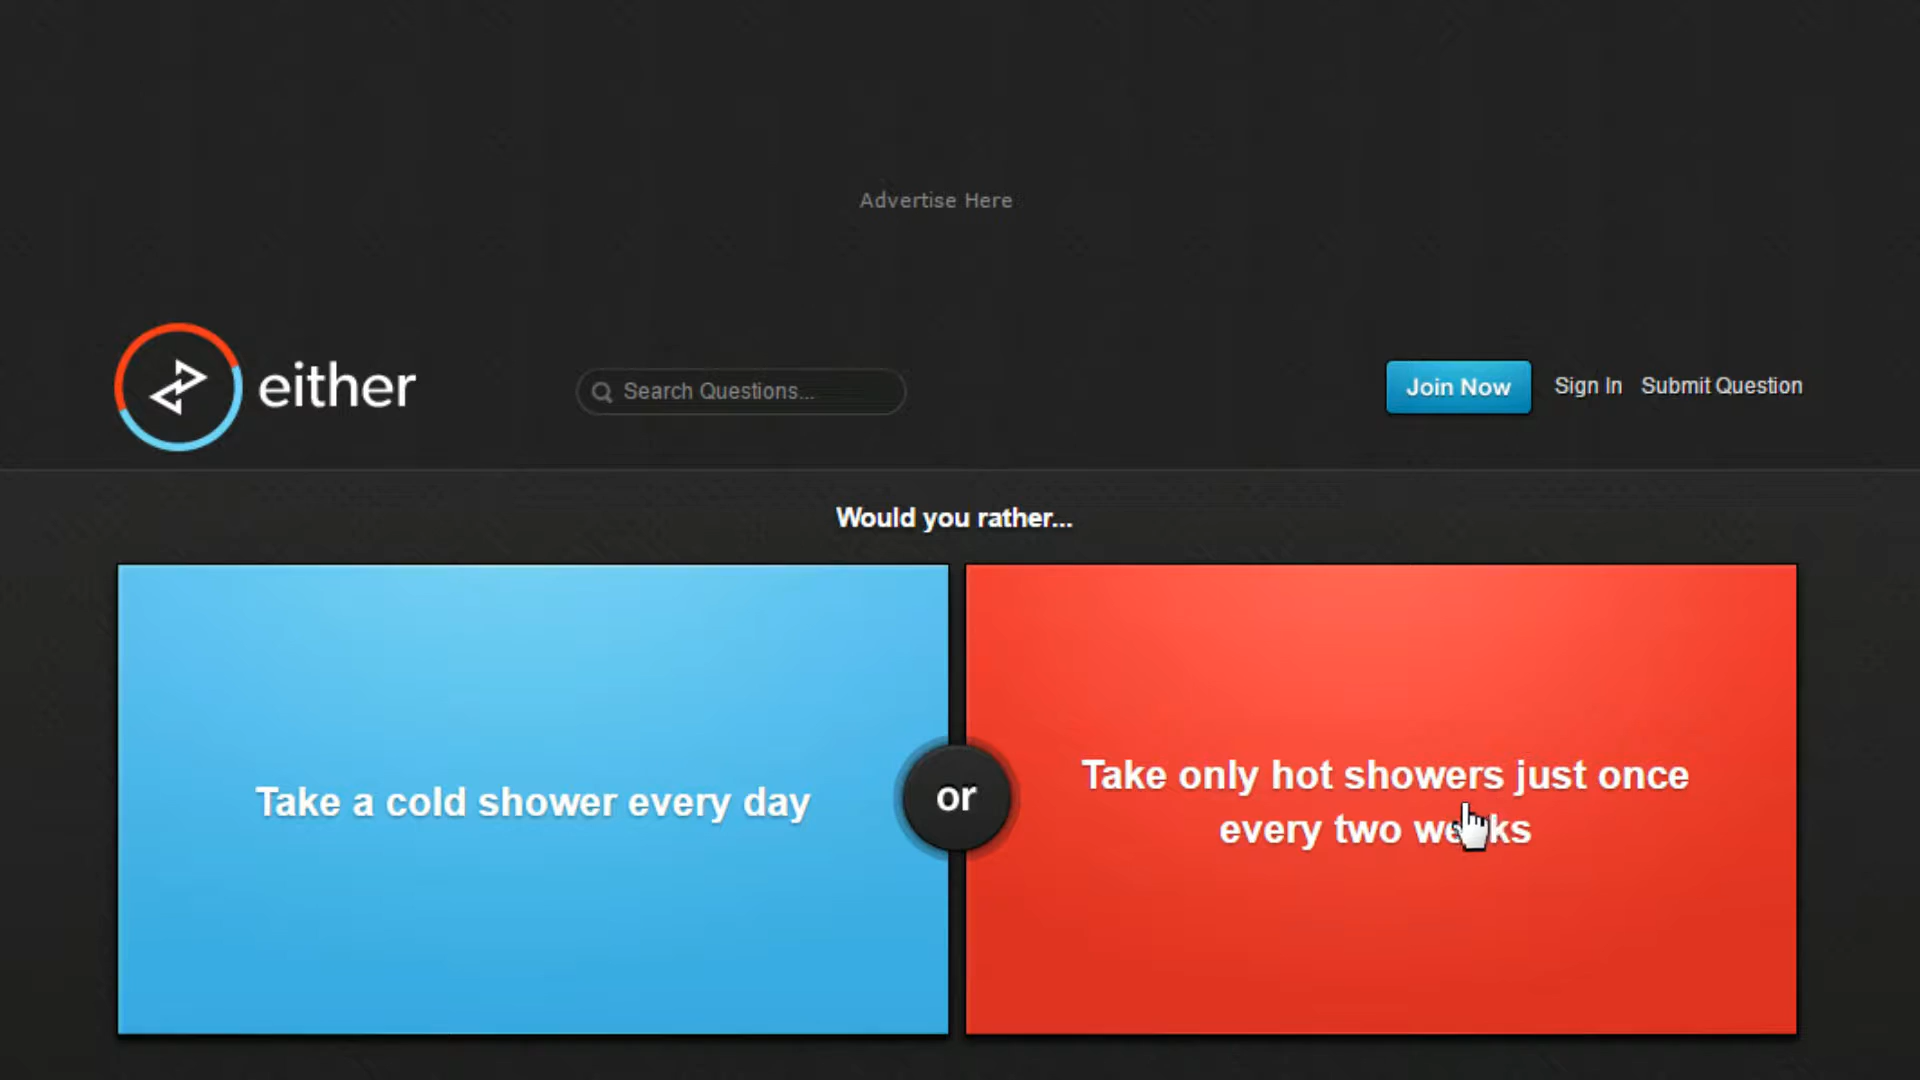 Advertise Here
either
Search Questions...
Join Now
Sign In
Submit Question
Would you rather...
Take a cold shower every day
or
Take only hot showers just once
every two weeks